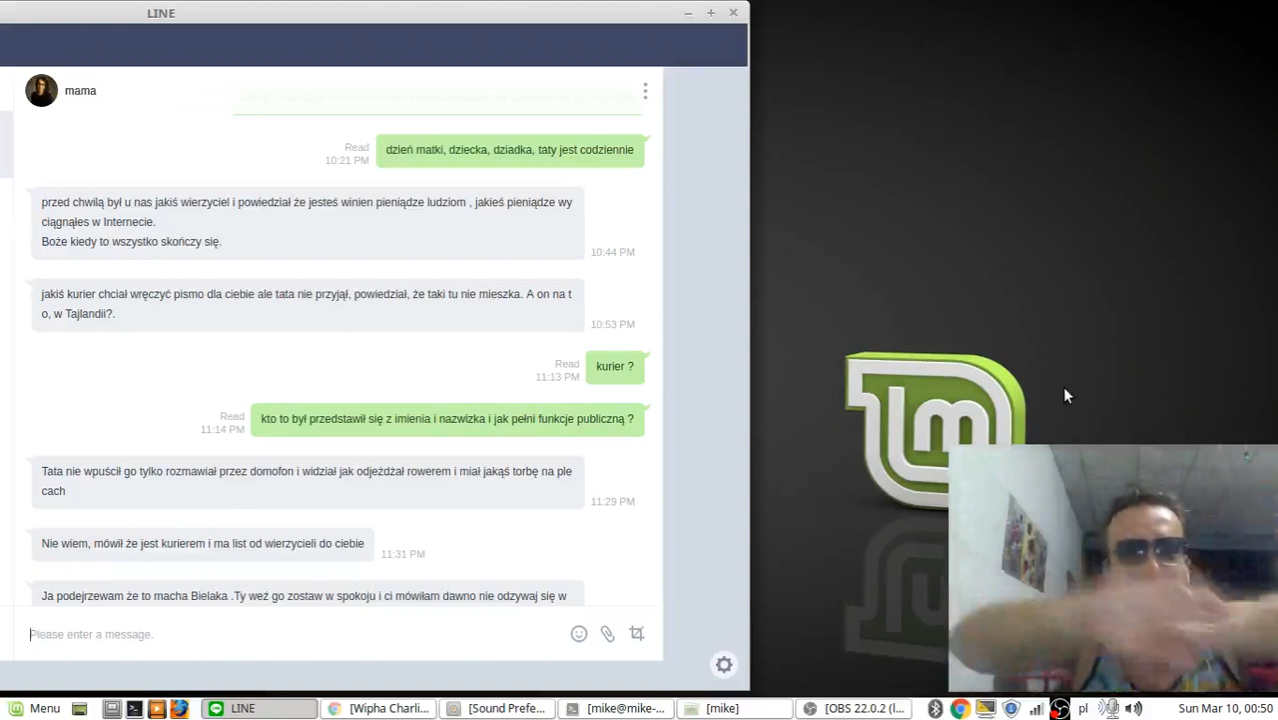 LINE
mama
dzień matki, dziecka, dziadka, taty jest codziennie
Read
10:21 PM
przed chwilą był u nas jakiś wierzyciel i powiedział że jesteś winien pieniądze ludziom , jakieś pieniądze wy
ciągnąłes w Internecie.
Boże kiedy to wszystko skończy się.
10:44 PM
jakiś kurier chciał wręczyć pismo dla ciebie ale tata nie przyjął, powiedział, że taki tu nie mieszka. A on na t
o, w Tajlandii?.
10:53 PM
Read
11:13 PM
kurier ?
Read
11:14 PM
kto to był przedstawił się z imienia i nazwizka i jak pełni funkcje publiczną ?
Tata nie wpuścił go tylko rozmawiał przez domofon i widział jak odjeżdżał rowerem i miał jakąś torbę na ple
cach
11:29 PM
Nie wiem, mówił że jest kurierem i ma list od wierzycieli do ciebie
11:31 PM
Ja podejrzewam że to macha Bielaka .Ty weź go zostaw w spokoju i ci mówiłam dawno nie odzywaj się w
Please enter a message.
Menu
LINE
[Wipha Charli...
[Sound Prefe...
[mike@mike-...
[mike]
[OBS 22.0.2 (l...
pl
Sun Mar 10, 00:50